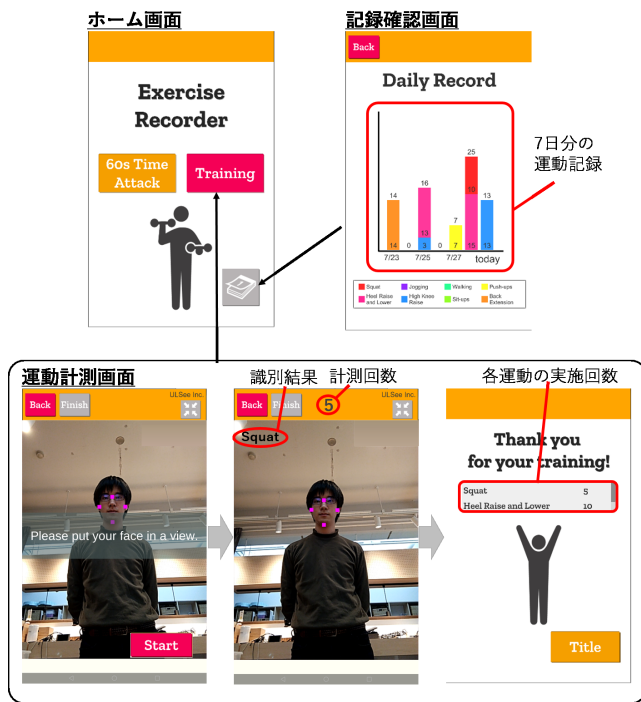 ホーム画面
Exercise
Recorder
60s Time
Attack
Training
記録確認画面
Back
Daily Record
25
16
14
13
10
7
13
14
0
3
0
7
15
13
7/23
7/25
7/27
today
Squat
Jogging
Walking
Push-ups
Heel Raise
and Lower
High Knee
Raise
Sit-ups
Back
Extension
7日分の
運動記録
運動計測画面
ULSee Inc.
Back
Finish
Please put your face in a view.
Start
識別結果
計測回数
ULSee Inc.
Back
Finish
5
Squat
各運動の実施回数
Thank you
for your training!
Squat 5
Heel Raise and Lower 10
Title